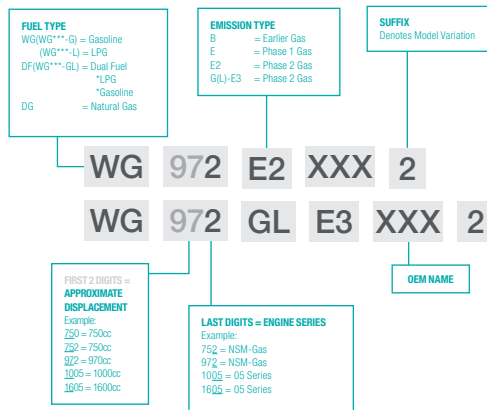 FUEL TYPE
WG(WG***-G) = Gasoline
(WG***-L) = LPG
DF(WG***-GL) = Dual Fuel
*LPG
*Gasoline
DG = Natural Gas
EMISSION TYPE
B = Earlier Gas
E = Phase 1 Gas
E2 = Phase 2 Gas
G(L)-E3 = Phase 2 Gas
SUFFIX
Denotes Model Variation
WG 972 E2 XXX 2
WG 972 GL E3 XXX 2
FIRST 2 DIGITS =
APPROXIMATE
DISPLACEMENT
Example:
750 = 750cc
752 = 750cc
972 = 970cc
1005 = 1000cc
1605 = 1600cc
LAST DIGITS = ENGINE SERIES
Example:
752 = NSM-Gas
972 = NSM-Gas
1005 = 05 Series
1605 = 05 Series
OEM NAME